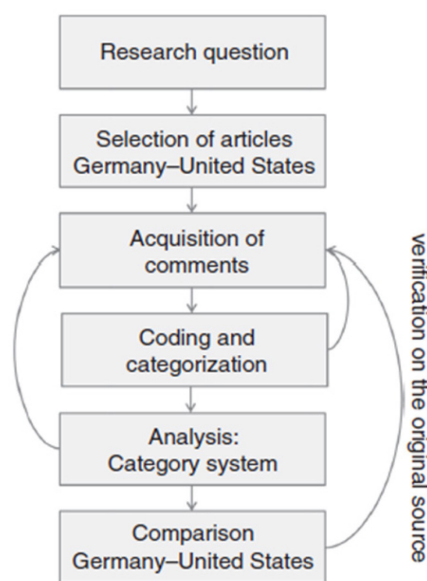 Research question
Selection of articles
Germany–United States
Acquisition of
comments
Coding and
categorization
Analysis:
Category system
Comparison
Germany–United States
verification on the original source